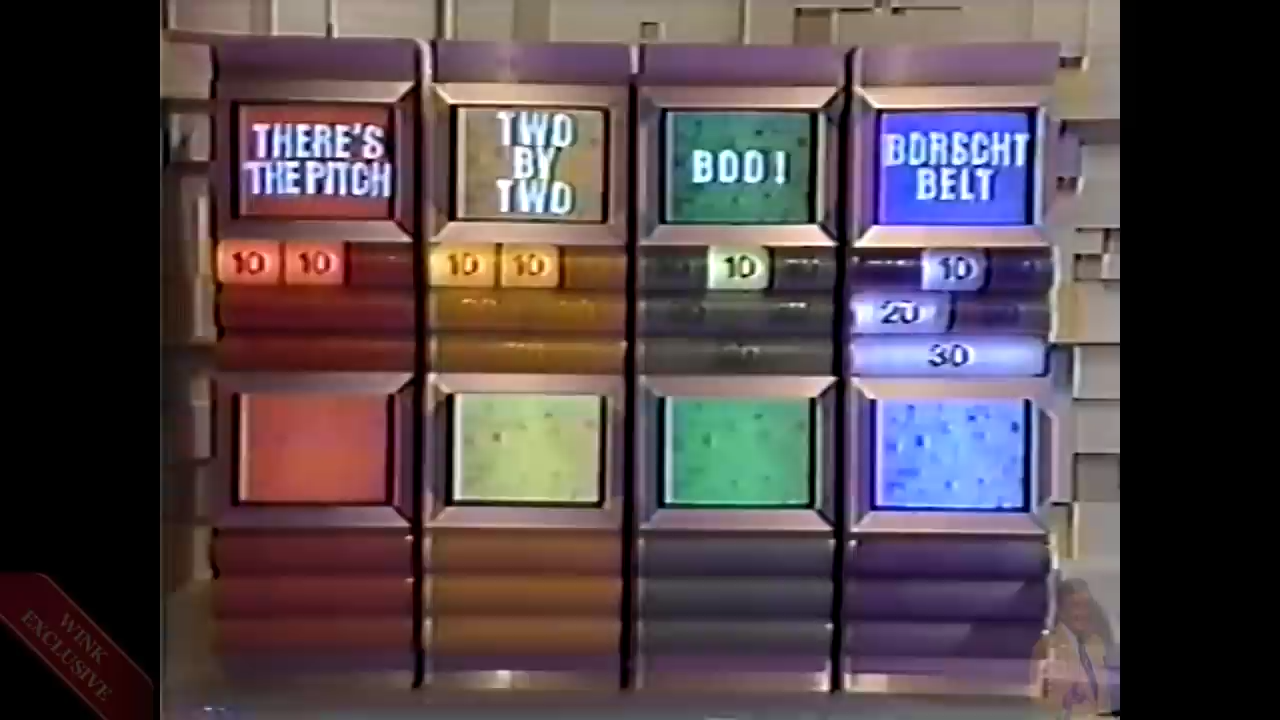 THERE'S
THE PITCH
TWO
BY
TWO
BOO!
BORSCHT
BELT
10 10
10 10
10
10
20
30
WINK
EXCLUSIVE